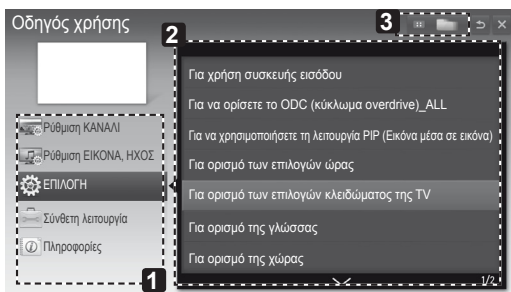 Οδηγός χρήσης
3
2
Ρύθμιση ΚΑΝΑΛΙ
Ρύθμιση ΕΙΚΟΝΑ, ΗΧΟΣ
ΕΠΙΛΟΓΗ
Σύνθετη λειτουργία
Πληροφορίες
1
Για χρήση συσκευής εισόδου
Για να ορίσετε το ODC (κύκλωμα overdrive)_ALL
Για να χρησιμοποιήσετε τη λειτουργία PIP (Εικόνα μέσα σε εικόνα)
Για ορισμό των επιλογών ώρας
Για ορισμό των επιλογών κλειδώματος της TV
Για ορισμό της γλώσσας
Για ορισμό της χώρας
1/2